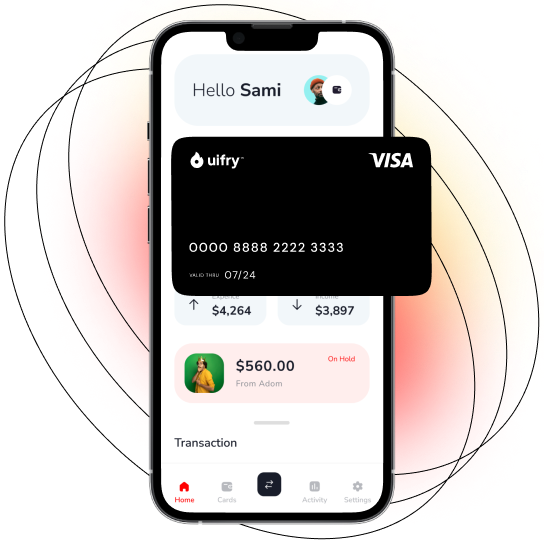 Hello Sami
uifry™
VISA
0000 8888 2222 3333
VALID THRU 07/24
Expence
$4,264
Income
$3,897
$560.00
On Hold
From Adom
Transaction
Home
Cards
Activity
Settings